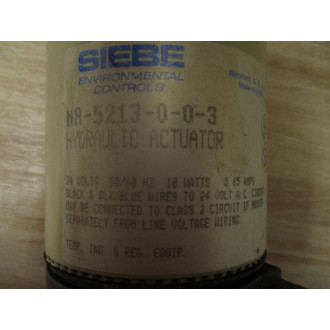 SIEBE
ENVIRONMENTAL
CONTROLS
MA-5213-0-0-3
HYDRAULIC ACTUATOR
24 VOLTS 50/60 HZ 10 WATTS 0.65 AMPS
BLACK & BLK/BLUE WIRES TO 24 VOLT A.C. CIRCUIT
MAY BE CONNECTED TO CLASS 2 CIRCUIT IF ROUTED
SEPARATELY FROM LINE VOLTAGE WIRING
TEMP. IND. & REG. EQUIP.